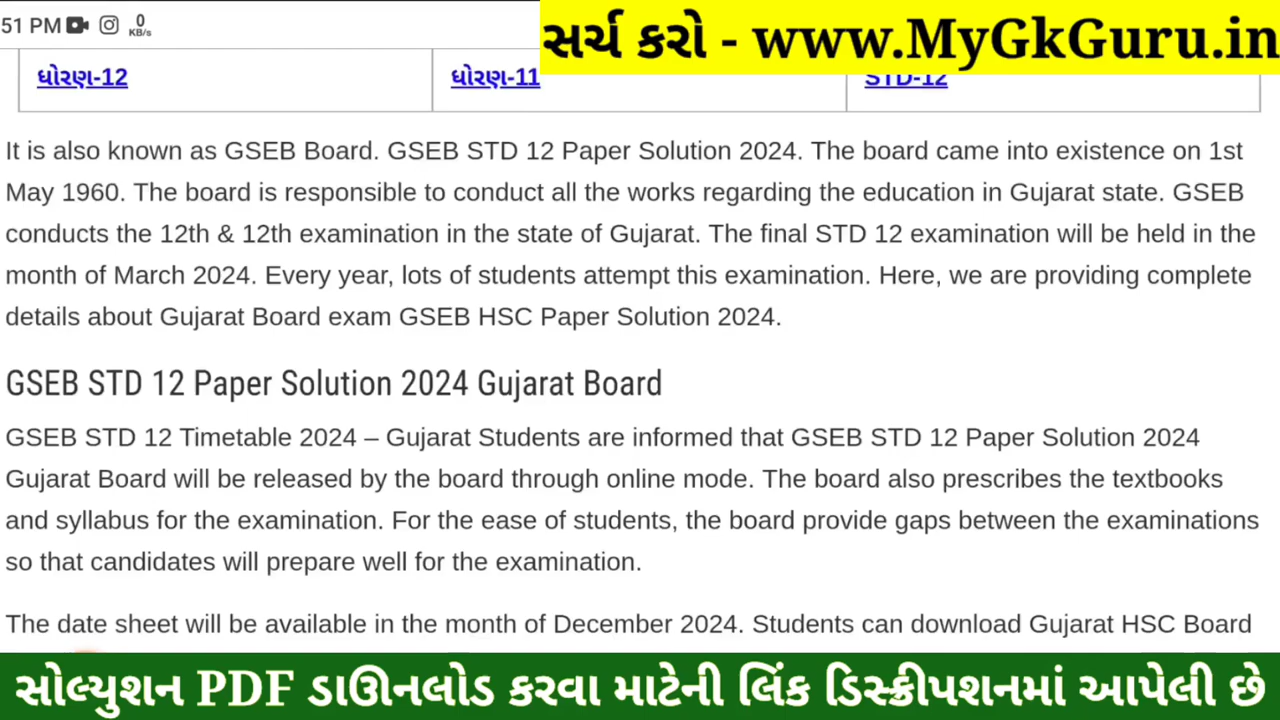 51 PM
0
KB/s
સર્ચ કરો - www.MyGkGuru.in
ધોરણ-12
ધોરણ-11
STD-12
It is also known as GSEB Board. GSEB STD 12 Paper Solution 2024. The board came into existence on 1st
May 1960. The board is responsible to conduct all the works regarding the education in Gujarat state. GSEB
conducts the 12th & 12th examination in the state of Gujarat. The final STD 12 examination will be held in the
month of March 2024. Every year, lots of students attempt this examination. Here, we are providing complete
details about Gujarat Board exam GSEB HSC Paper Solution 2024.
GSEB STD 12 Paper Solution 2024 Gujarat Board
GSEB STD 12 Timetable 2024 – Gujarat Students are informed that GSEB STD 12 Paper Solution 2024
Gujarat Board will be released by the board through online mode. The board also prescribes the textbooks
and syllabus for the examination. For the ease of students, the board provide gaps between the examinations
so that candidates will prepare well for the examination.
The date sheet will be available in the month of December 2024. Students can download Gujarat HSC Board
સોલ્યુશન PDF ડાઊનલોડ કરવા માટેની લિંક ડિસ્ક્રીપશનમાં આપેલી છે